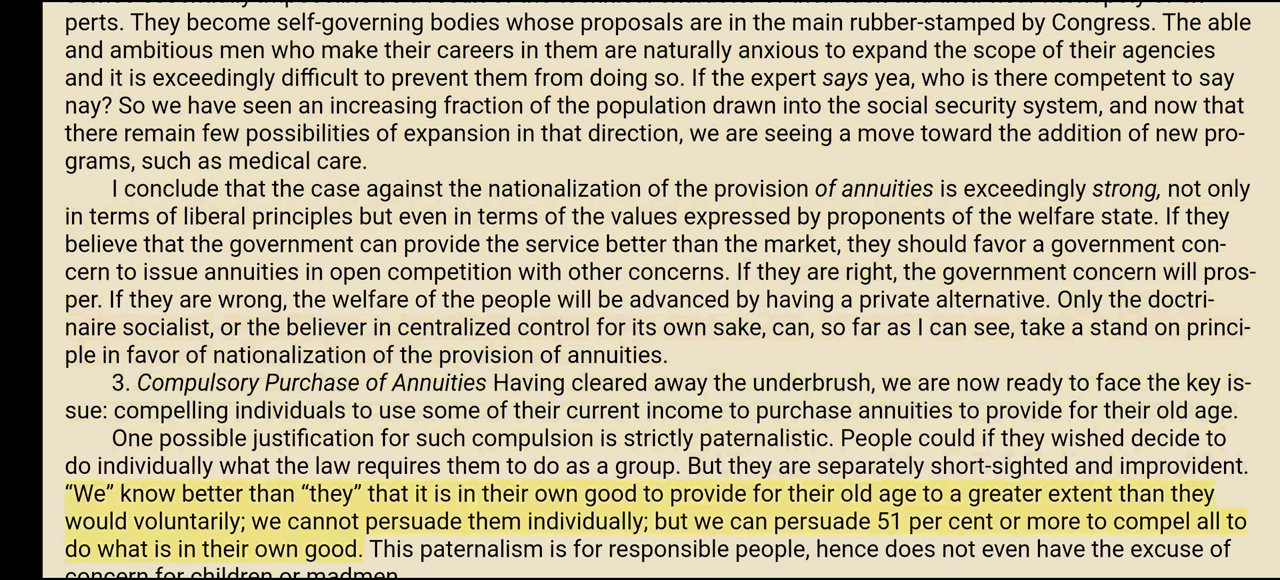 perts. They become self-governing bodies whose proposals are in the main rubber-stamped by Congress. The able
and ambitious men who make their careers in them are naturally anxious to expand the scope of their agencies
and it is exceedingly difficult to prevent them from doing so. If the expert says yea, who is there competent to say
nay? So we have seen an increasing fraction of the population drawn into the social security system, and now that
there remain few possibilities of expansion in that direction, we are seeing a move toward the addition of new pro-
grams, such as medical care.
I conclude that the case against the nationalization of the provision of annuities is exceedingly strong, not only
in terms of liberal principles but even in terms of the values expressed by proponents of the welfare state. If they
believe that the government can provide the service better than the market, they should favor a government con-
cern to issue annuities in open competition with other concerns. If they are right, the government concern will pros-
per. If they are wrong, the welfare of the people will be advanced by having a private alternative. Only the doctri-
naire socialist, or the believer in centralized control for its own sake, can, so far as I can see, take a stand on princi-
ple in favor of nationalization of the provision of annuities.
3. Compulsory Purchase of Annuities Having cleared away the underbrush, we are now ready to face the key is-
sue: compelling individuals to use some of their current income to purchase annuities to provide for their old age.
One possible justification for such compulsion is strictly paternalistic. People could if they wished decide to
do individually what the law requires them to do as a group. But they are separately short-sighted and improvident.
“We” know better than “they” that it is in their own good to provide for their old age to a greater extent than they
would voluntarily; we cannot persuade them individually; but we can persuade 51 per cent or more to compel all to
do what is in their own good. This paternalism is for responsible people, hence does not even have the excuse of
concern for children or madmen.